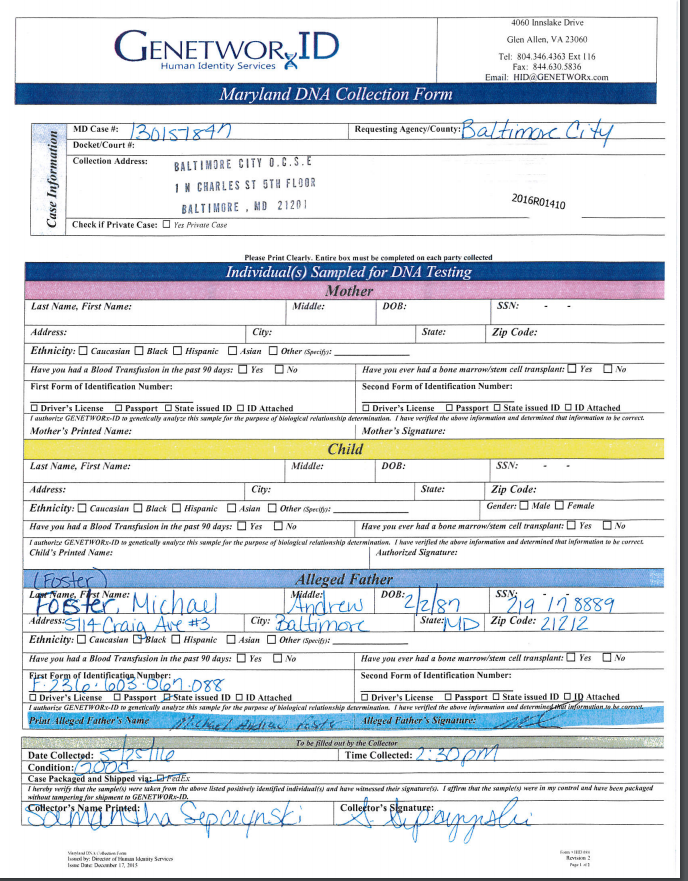 GENETWORxID
Human Identity Services
4060 Innslake Drive
Glen Allen, VA 23060
Tel: 804.346.4363 Ext 116
Fax: 844.630.5836
Email: HID@GENETWORx.com
Maryland DNA Collection Form
Case Information
MD Case #: 130157847 Requesting Agency/County: Baltimore City
Docket/Court #:
Collection Address: BALTIMORE CITY O.C.S.E
1 N CHARLES ST 5TH FLOOR
BALTIMORE , MD 21201
2016R01410
Check if Private Case: ☐ Yes Private Case
Please Print Clearly. Entire box must be completed on each party collected
Individual(s) Sampled for DNA Testing
Mother
Last Name, First Name: Middle: DOB: SSN: - -
Address: City: State: Zip Code:
Ethnicity: ☐ Caucasian ☐ Black ☐ Hispanic ☐ Asian ☐ Other (Specify):
Have you had a Blood Transfusion in the past 90 days: ☐ Yes ☐ No Have you ever had a bone marrow/stem cell transplant: ☐ Yes ☐ No
First Form of Identification Number: Second Form of Identification Number:
☐ Driver's License ☐ Passport ☐ State issued ID ☐ ID Attached ☐ Driver's License ☐ Passport ☐ State issued ID ☐ ID Attached
I authorize GENETWORx-ID to genetically analyze this sample for the purpose of biological relationship determination. I have verified the above information and determined that information to be correct.
Mother's Printed Name: Mother's Signature:
Child
Last Name, First Name: Middle: DOB: SSN: - -
Address: City: State: Zip Code:
Ethnicity: ☐ Caucasian ☐ Black ☐ Hispanic ☐ Asian ☐ Other (Specify): Gender: ☐ Male ☐ Female
Have you had a Blood Transfusion in the past 90 days: ☐ Yes ☐ No Have you ever had a bone marrow/stem cell transplant: ☐ Yes ☐ No
I authorize GENETWORx-ID to genetically analyze this sample for the purpose of biological relationship determination. I have verified the above information and determined that information to be correct.
Child's Printed Name: Authorized Signature:
(Foster) Alleged Father
Last Name, First Name: Foster, Michael Middle: Andrew DOB: 2/2/87 SSN: 219 17 8889
Address: 5114 Craig Ave #3 City: Baltimore State: MD Zip Code: 21212
Ethnicity: ☐ Caucasian ☑ Black ☐ Hispanic ☐ Asian ☐ Other (Specify):
Have you had a Blood Transfusion in the past 90 days: ☐ Yes ☐ No Have you ever had a bone marrow/stem cell transplant: ☐ Yes ☐ No
First Form of Identification Number: Second Form of Identification Number:
F.236.603.067.088
☐ Driver's License ☐ Passport ☑ State issued ID ☐ ID Attached ☐ Driver's License ☐ Passport ☐ State issued ID ☐ ID Attached
I authorize GENETWORx-ID to genetically analyze this sample for the purpose of biological relationship determination. I have verified the above information and determined that information to be correct.
Print Alleged Father's Name Michael Andrew Foster Alleged Father's Signature:
To be filled out by the Collector
Date Collected: 5/25/16 Time Collected: 2:30 pm
Condition: Good
Case Packaged and Shipped via: ☑ FedEx
I hereby verify that the sample(s) were taken from the above listed positively identified individual(s) and have witnessed their signature(s). I affirm that the sample(s) were in my control and have been packaged
without tampering for shipment to GENETWORx-ID.
Collector's Name Printed: Samantha Sepczynski Collector's Signature: S. Sepczynski
Maryland DNA Collection Form
Issued by: Director of Human Identity Services
Issue Date: December 17, 2015
Form # HID 016
Revision 2
Page 1 of 2